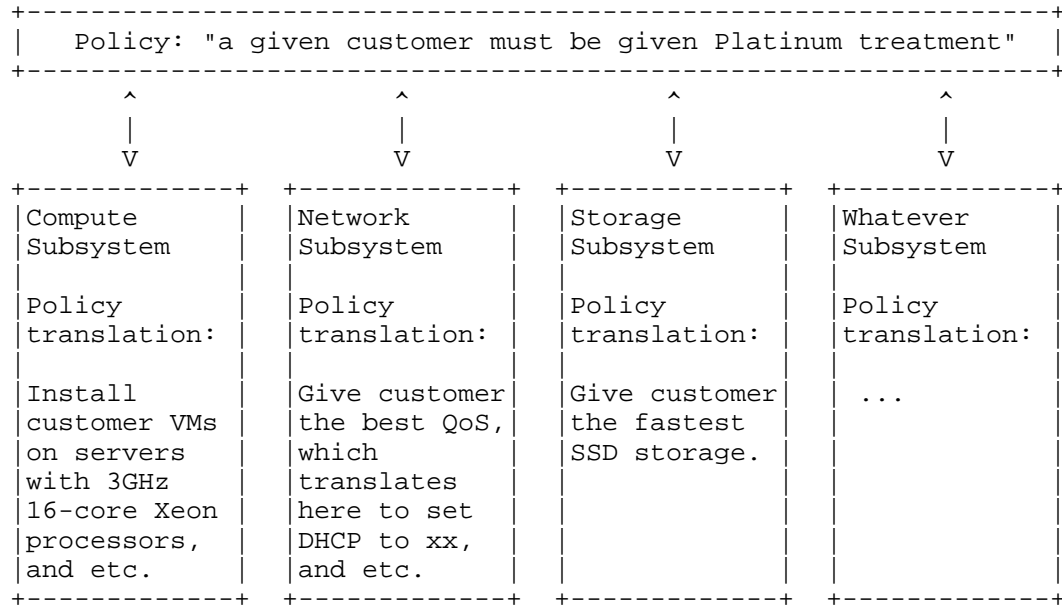 Policy: "a given customer must be given Platinum treatment"
Compute
Subsystem
Policy
translation:
Install
customer VMs
on servers
with 3GHz
16-core Xeon
processors,
and etc.
Network
Subsystem
Policy
translation:
Give customer
the best QoS,
which
translates
here to set
DHCP to xx,
and etc.
Storage
Subsystem
Policy
translation:
Give customer
the fastest
SSD storage.
Whatever
Subsystem
Policy
translation:
...